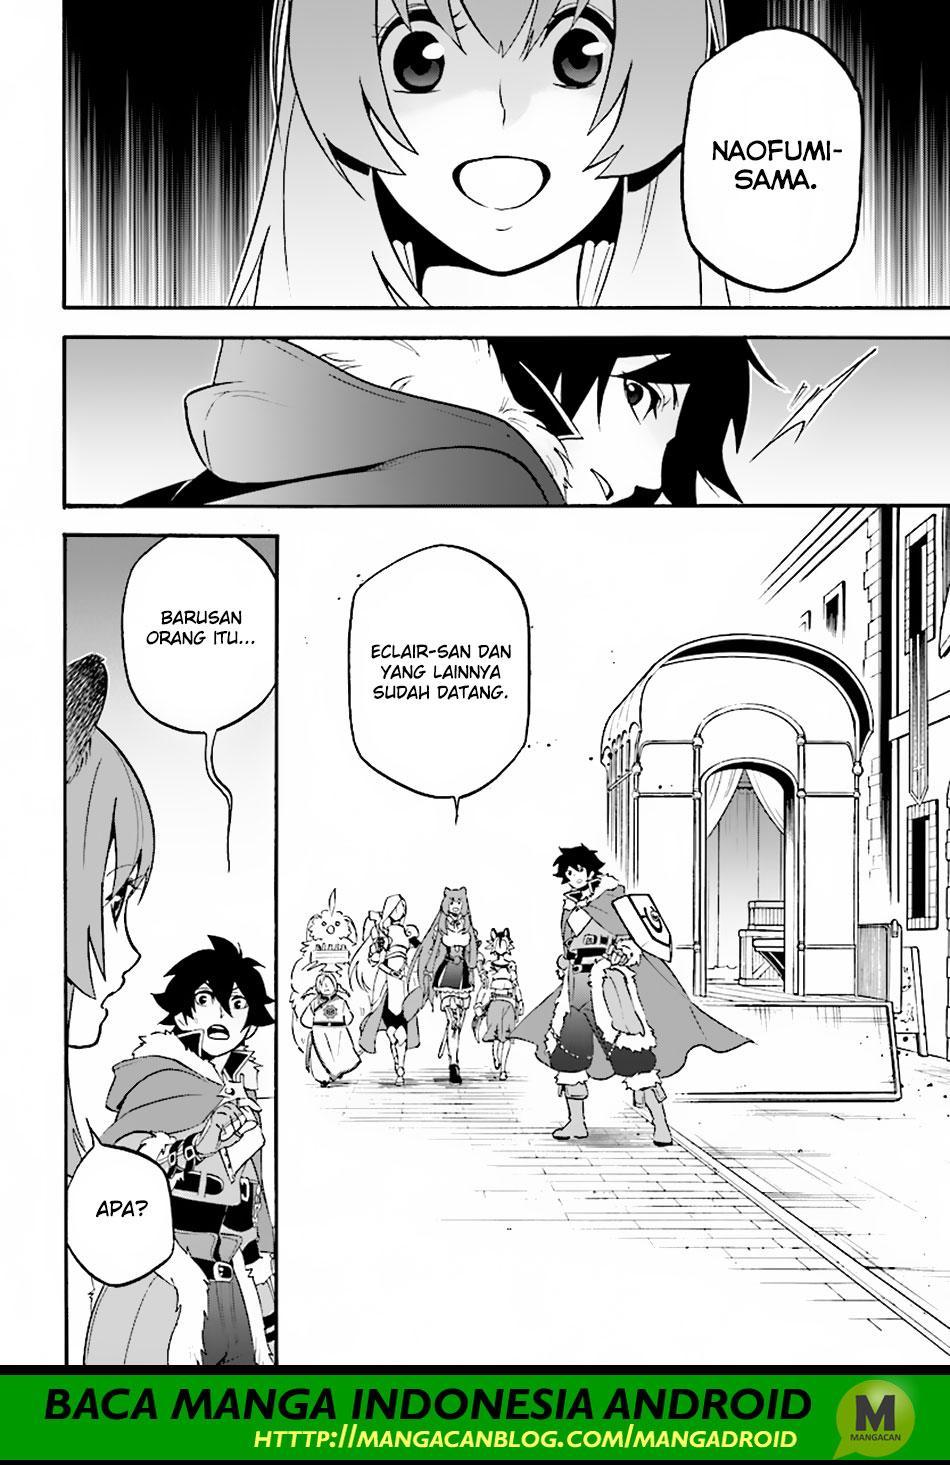 NAOFUMI-
SAMA.
ECLAIR-SAN DAN
YANG LAINNYA
SUDAH DATANG.
BARUSAN
ORANG ITU...
APA?
BACA MANGA INDONESIA ANDROID
HTTTP://MANGACANBLOG.COM/MANGADROID
M
MANGACAN